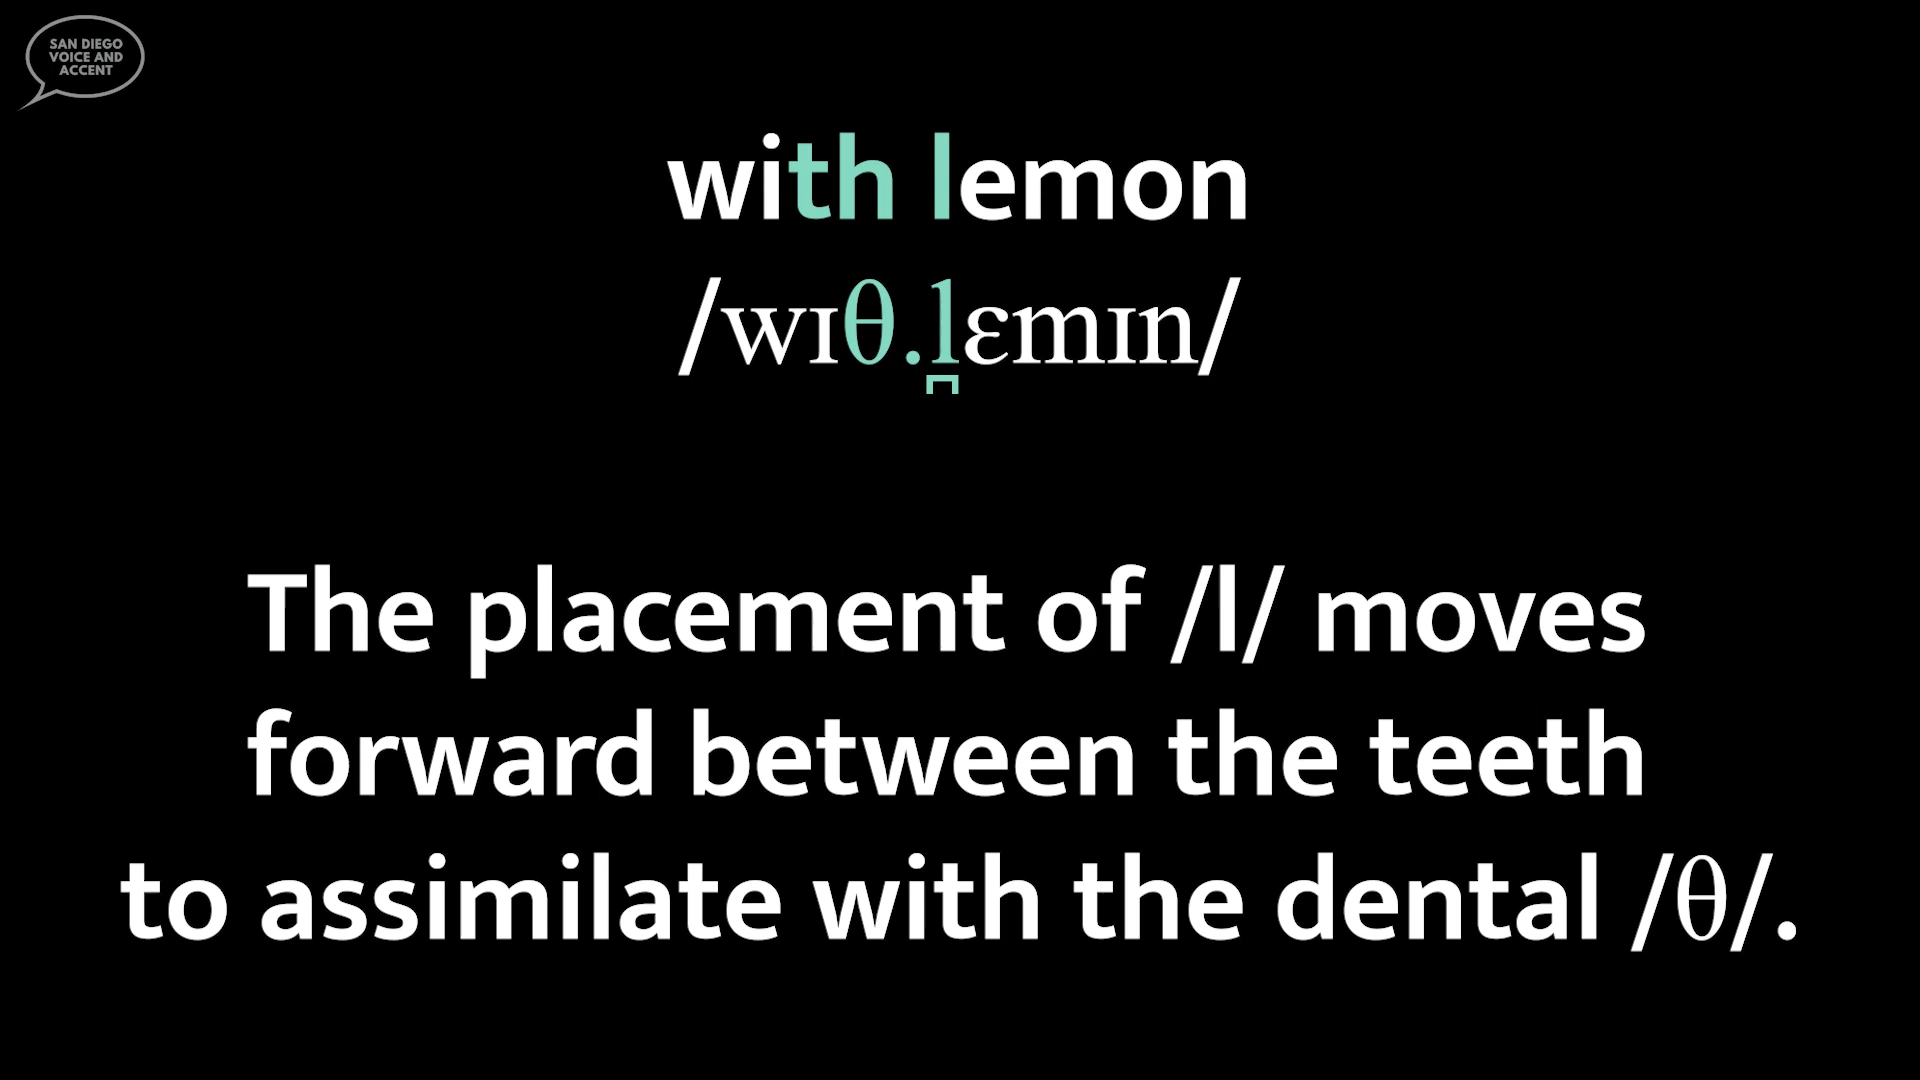 SAN DIEGO
VOICE AND
ACCENT
with lemon
/wɪθ.l̪ɛmɪn/
The placement of /l/ moves
forward between the teeth
to assimilate with the dental /θ/.